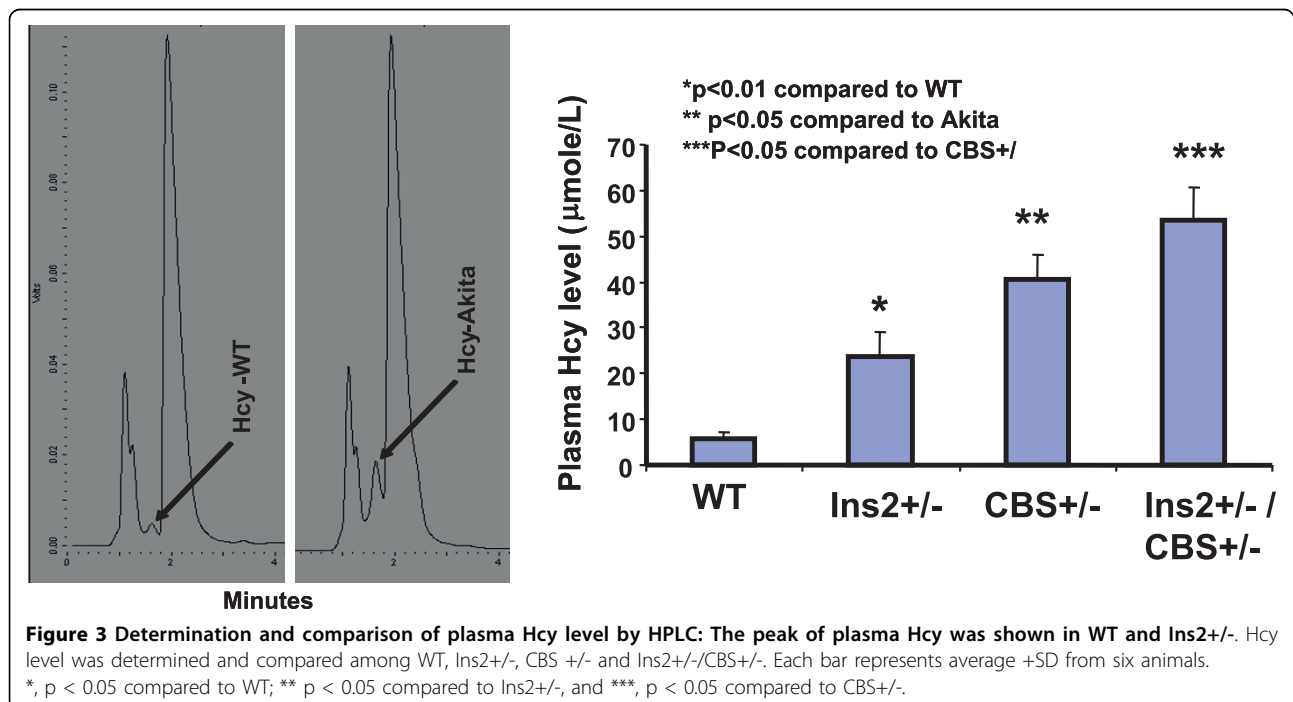 0.10
0.08
0.06
Volts
0.04
0.02
0.00
0
2
4
Hcy -WT
2
4
Hcy-Akita
Minutes
*p<0.01 compared to WT
** p<0.05 compared to Akita
***P<0.05 compared to CBS+/
Plasma Hcy level (μmole/L)
70
60
50
40
30
20
10
0
*
**
***
WT
Ins2+/-
CBS+/-
Ins2+/- /
CBS+/-
Figure 3 Determination and comparison of plasma Hcy level by HPLC: The peak of plasma Hcy was shown in WT and Ins2+/-. Hcy
level was determined and compared among WT, Ins2+/-, CBS +/- and Ins2+/-/CBS+/-. Each bar represents average +SD from six animals.
*, p < 0.05 compared to WT; ** p < 0.05 compared to Ins2+/-, and ***, p < 0.05 compared to CBS+/-.